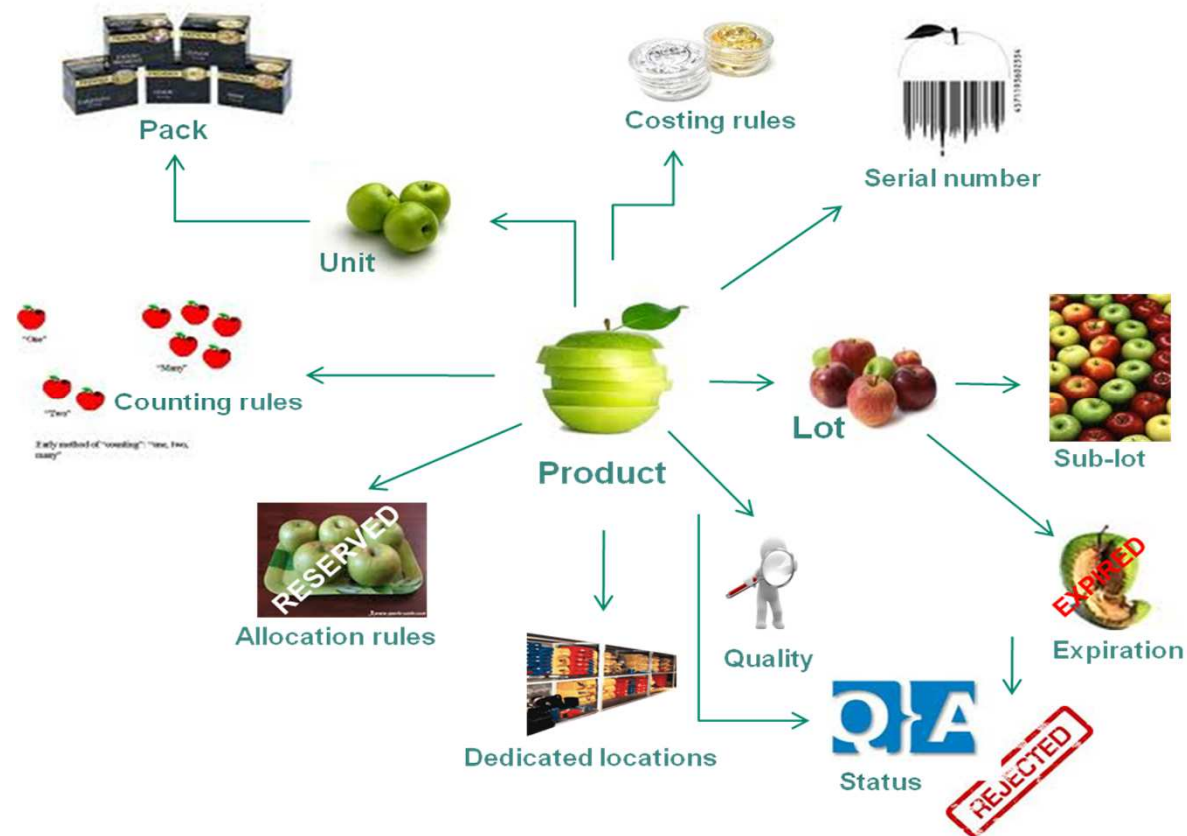 Pack
Costing rules
4371193602334
Serial number
Unit
"One"
"Many"
"Two"
Counting rules
Early method of "counting": "one, two,
many"
Product
Lot
Sub-lot
RESERVED
Allocation rules
EXPIRED
Expiration
Quality
Dedicated locations
Q}A
Status
REJECTED